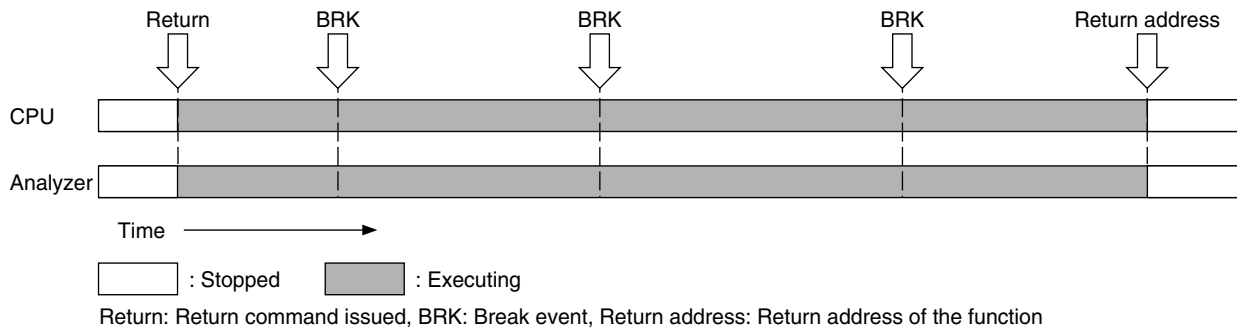 Return BRK BRK BRK Return address
CPU
Analyzer
Time
: Stopped : Executing
Return: Return command issued, BRK: Break event, Return address: Return address of the function